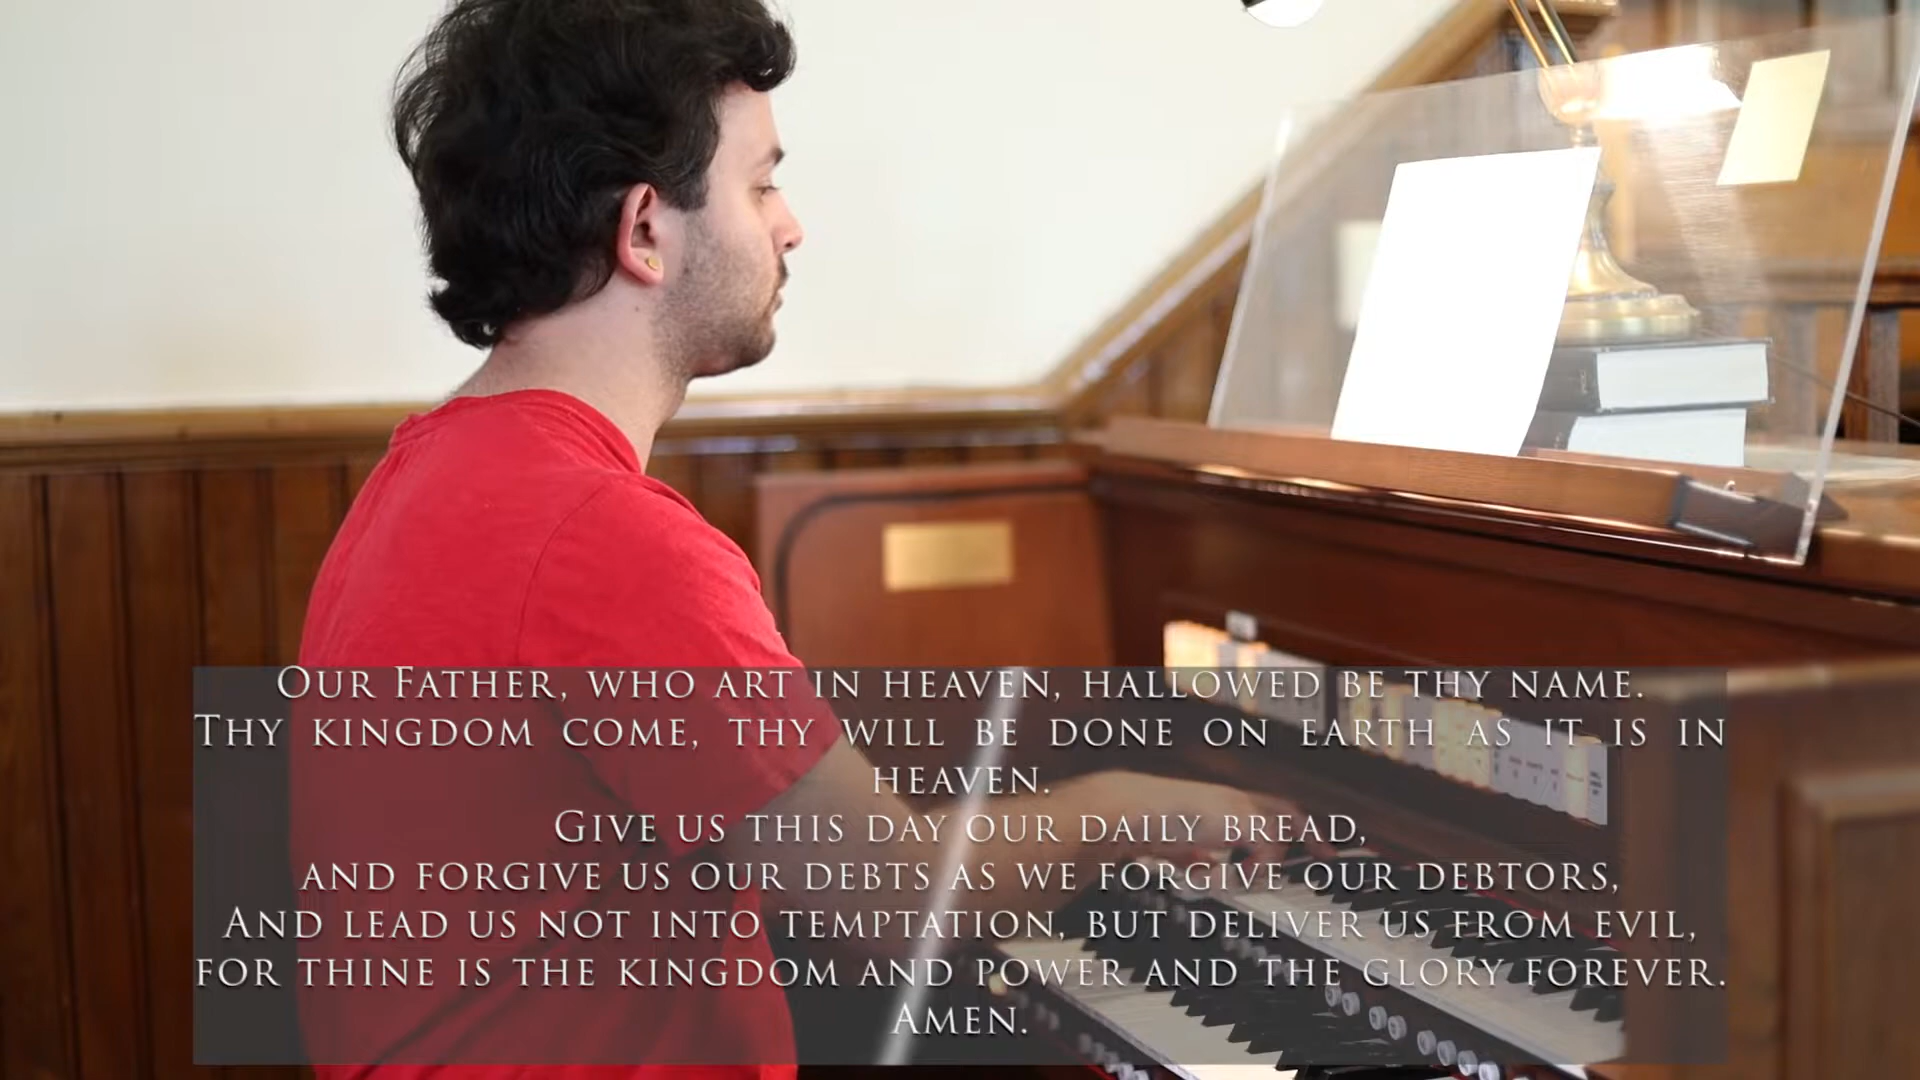 Our Father, who art in heaven, hallowed be thy name.
Thy kingdom come, thy will be done on earth as it is in
heaven.
Give us this day our daily bread,
and forgive us our debts as we forgive our debtors,
And lead us not into temptation, but deliver us from evil,
for thine is the kingdom and power and the glory forever.
Amen.